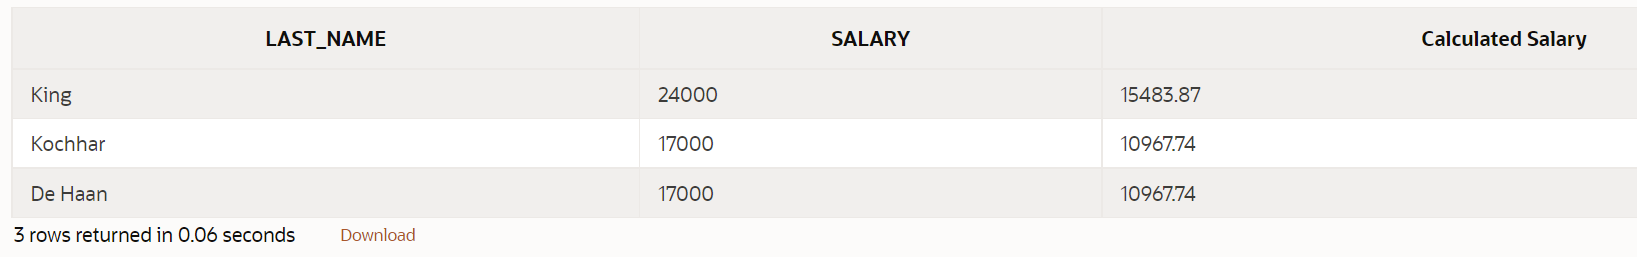 LAST_NAME SALARY Calculated Salary
King 24000 15483.87
Kochhar 17000 10967.74
De Haan 17000 10967.74
3 rows returned in 0.06 seconds Download